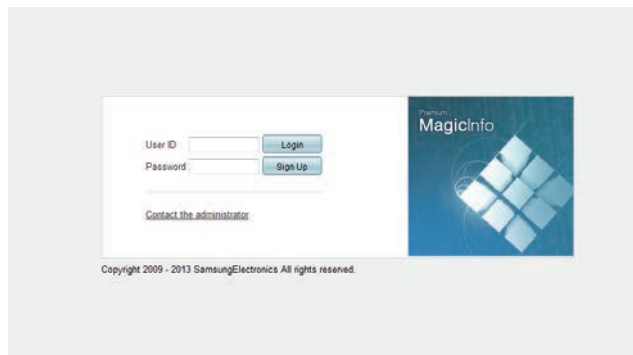 Premium
MagicInfo
User ID
Login
Password
Sign Up
Contact the administrator
Copyright 2009 - 2013 SamsungElectronics All rights reserved.